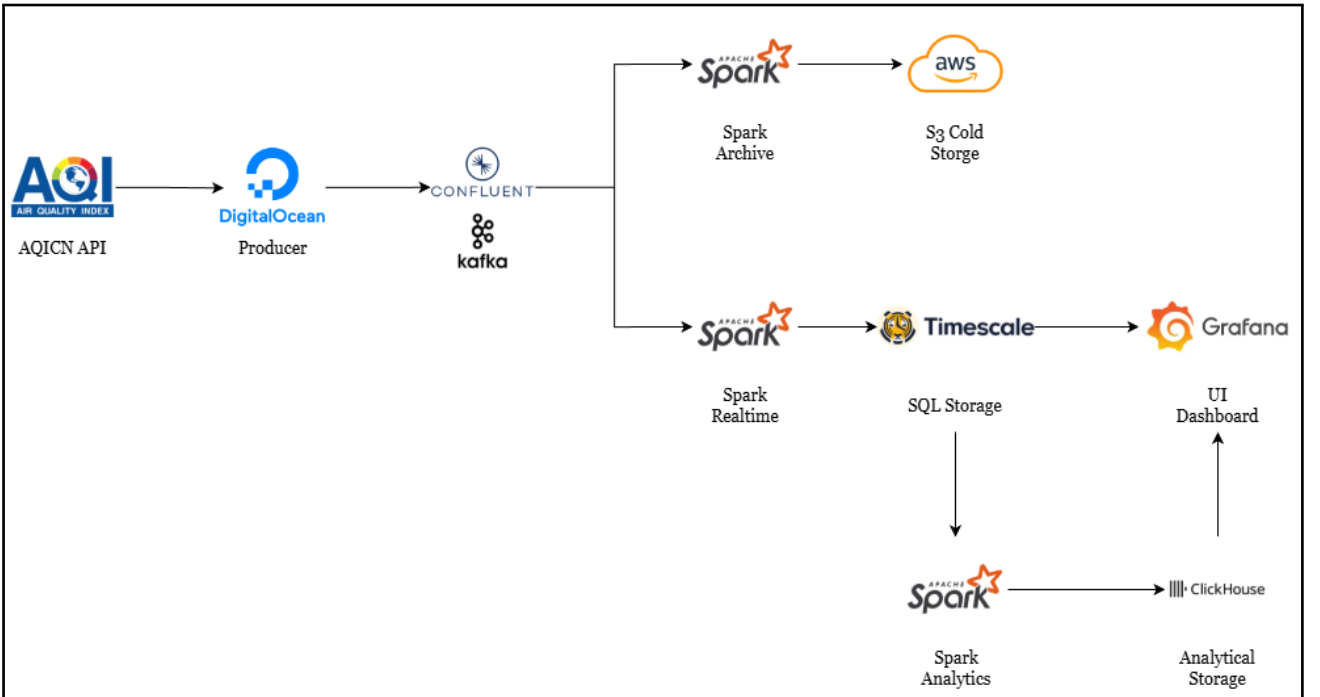 APACHE
Spark
aws
Spark
Archive
S3 Cold
Storge
AQI
AIR QUALITY INDEX
AQICN API
DigitalOcean
Producer
CONFLUENT
kafka
APACHE
Spark
Spark
Realtime
Timescale
SQL Storage
Grafana
UI
Dashboard
APACHE
Spark
Spark
Analytics
ClickHouse
Analytical
Storage